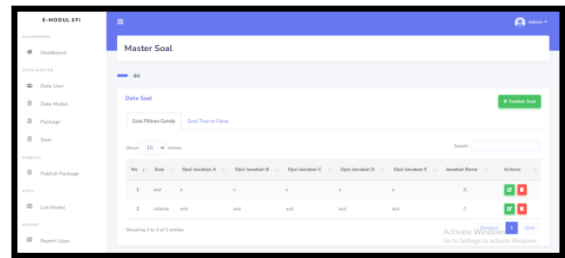 E-MODUL EFI
Admin
DASHBOARD
Dashboard
DATA MASTER
Data User
Data Modul
Package
Soal
PUBLISH
Publish Package
APPS
List Modul
REPORT
Report Ujian
Master Soal
Data Soal
+ Tambah Soal
Soal Pilihan Ganda Soal True or False
Show 10 entries
Search:
No Soal Opsi Jawaban A Opsi Jawaban B Opsi Jawaban C Opsi Jawaban D Opsi Jawaban E Jawaban Benar Actions
1 asd a a a a a B
2 asd asd asd asd asd C
Showing 1 to 2 of 2 entries
Previous 1 Next
Activate Windows
Go to Settings to activate Windows.